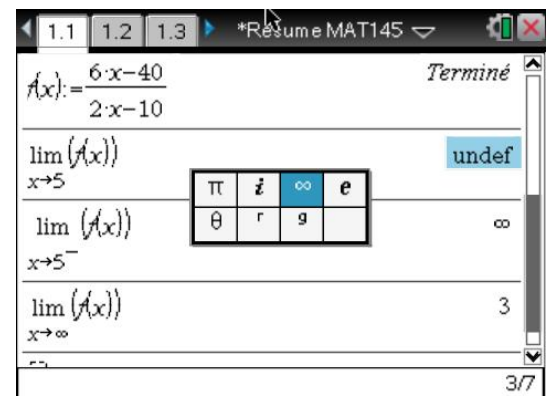 1.1 1.2 1.3 *Résume MAT145
f(x):=6·x−40/2·x−10 Terminé
lim(f(x)) undef
x→5
π i ∞ e
θ r g
lim (f(x)) ∞
x→5⁻
lim(f(x)) 3
x→∞
3/7